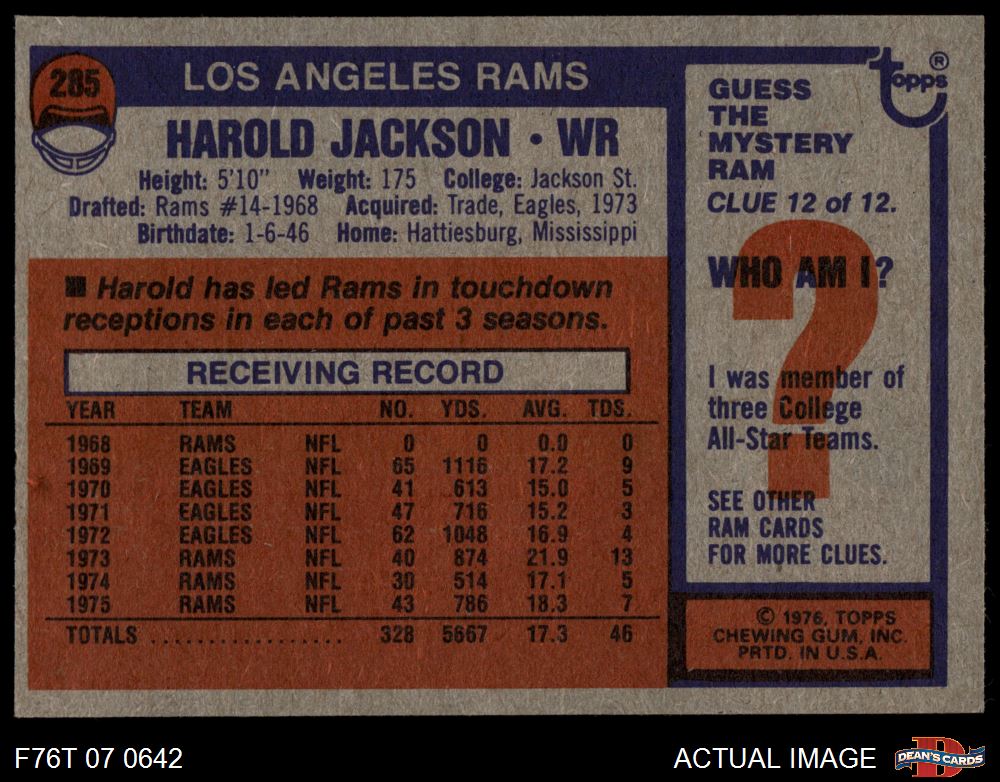 285
LOS ANGELES RAMS
HAROLD JACKSON • WR
Height: 5'10" Weight: 175 College: Jackson St.
Drafted: Rams #14-1968 Acquired: Trade, Eagles, 1973
Birthdate: 1-6-46 Home: Hattiesburg, Mississippi
■ Harold has led Rams in touchdown
receptions in each of past 3 seasons.
RECEIVING RECORD
YEAR TEAM NO. YDS. AVG. TDS.
1968 RAMS NFL 0 0 0.0 0
1969 EAGLES NFL 65 1116 17.2 9
1970 EAGLES NFL 41 613 15.0 5
1971 EAGLES NFL 47 716 15.2 3
1972 EAGLES NFL 62 1048 16.9 4
1973 RAMS NFL 40 874 21.9 13
1974 RAMS NFL 30 514 17.1 5
1975 RAMS NFL 43 786 18.3 7
TOTALS .................. 328 5667 17.3 46
topps ®
GUESS
THE
MYSTERY
RAM
CLUE 12 of 12.
WHO AM I?
?
I was member of
three College
All-Star Teams.
SEE OTHER
RAM CARDS
FOR MORE CLUES.
© 1976, TOPPS
CHEWING GUM, INC.
PRTD. IN U.S.A.
F76T 07 0642
ACTUAL IMAGE
D
DEAN'S CARDS